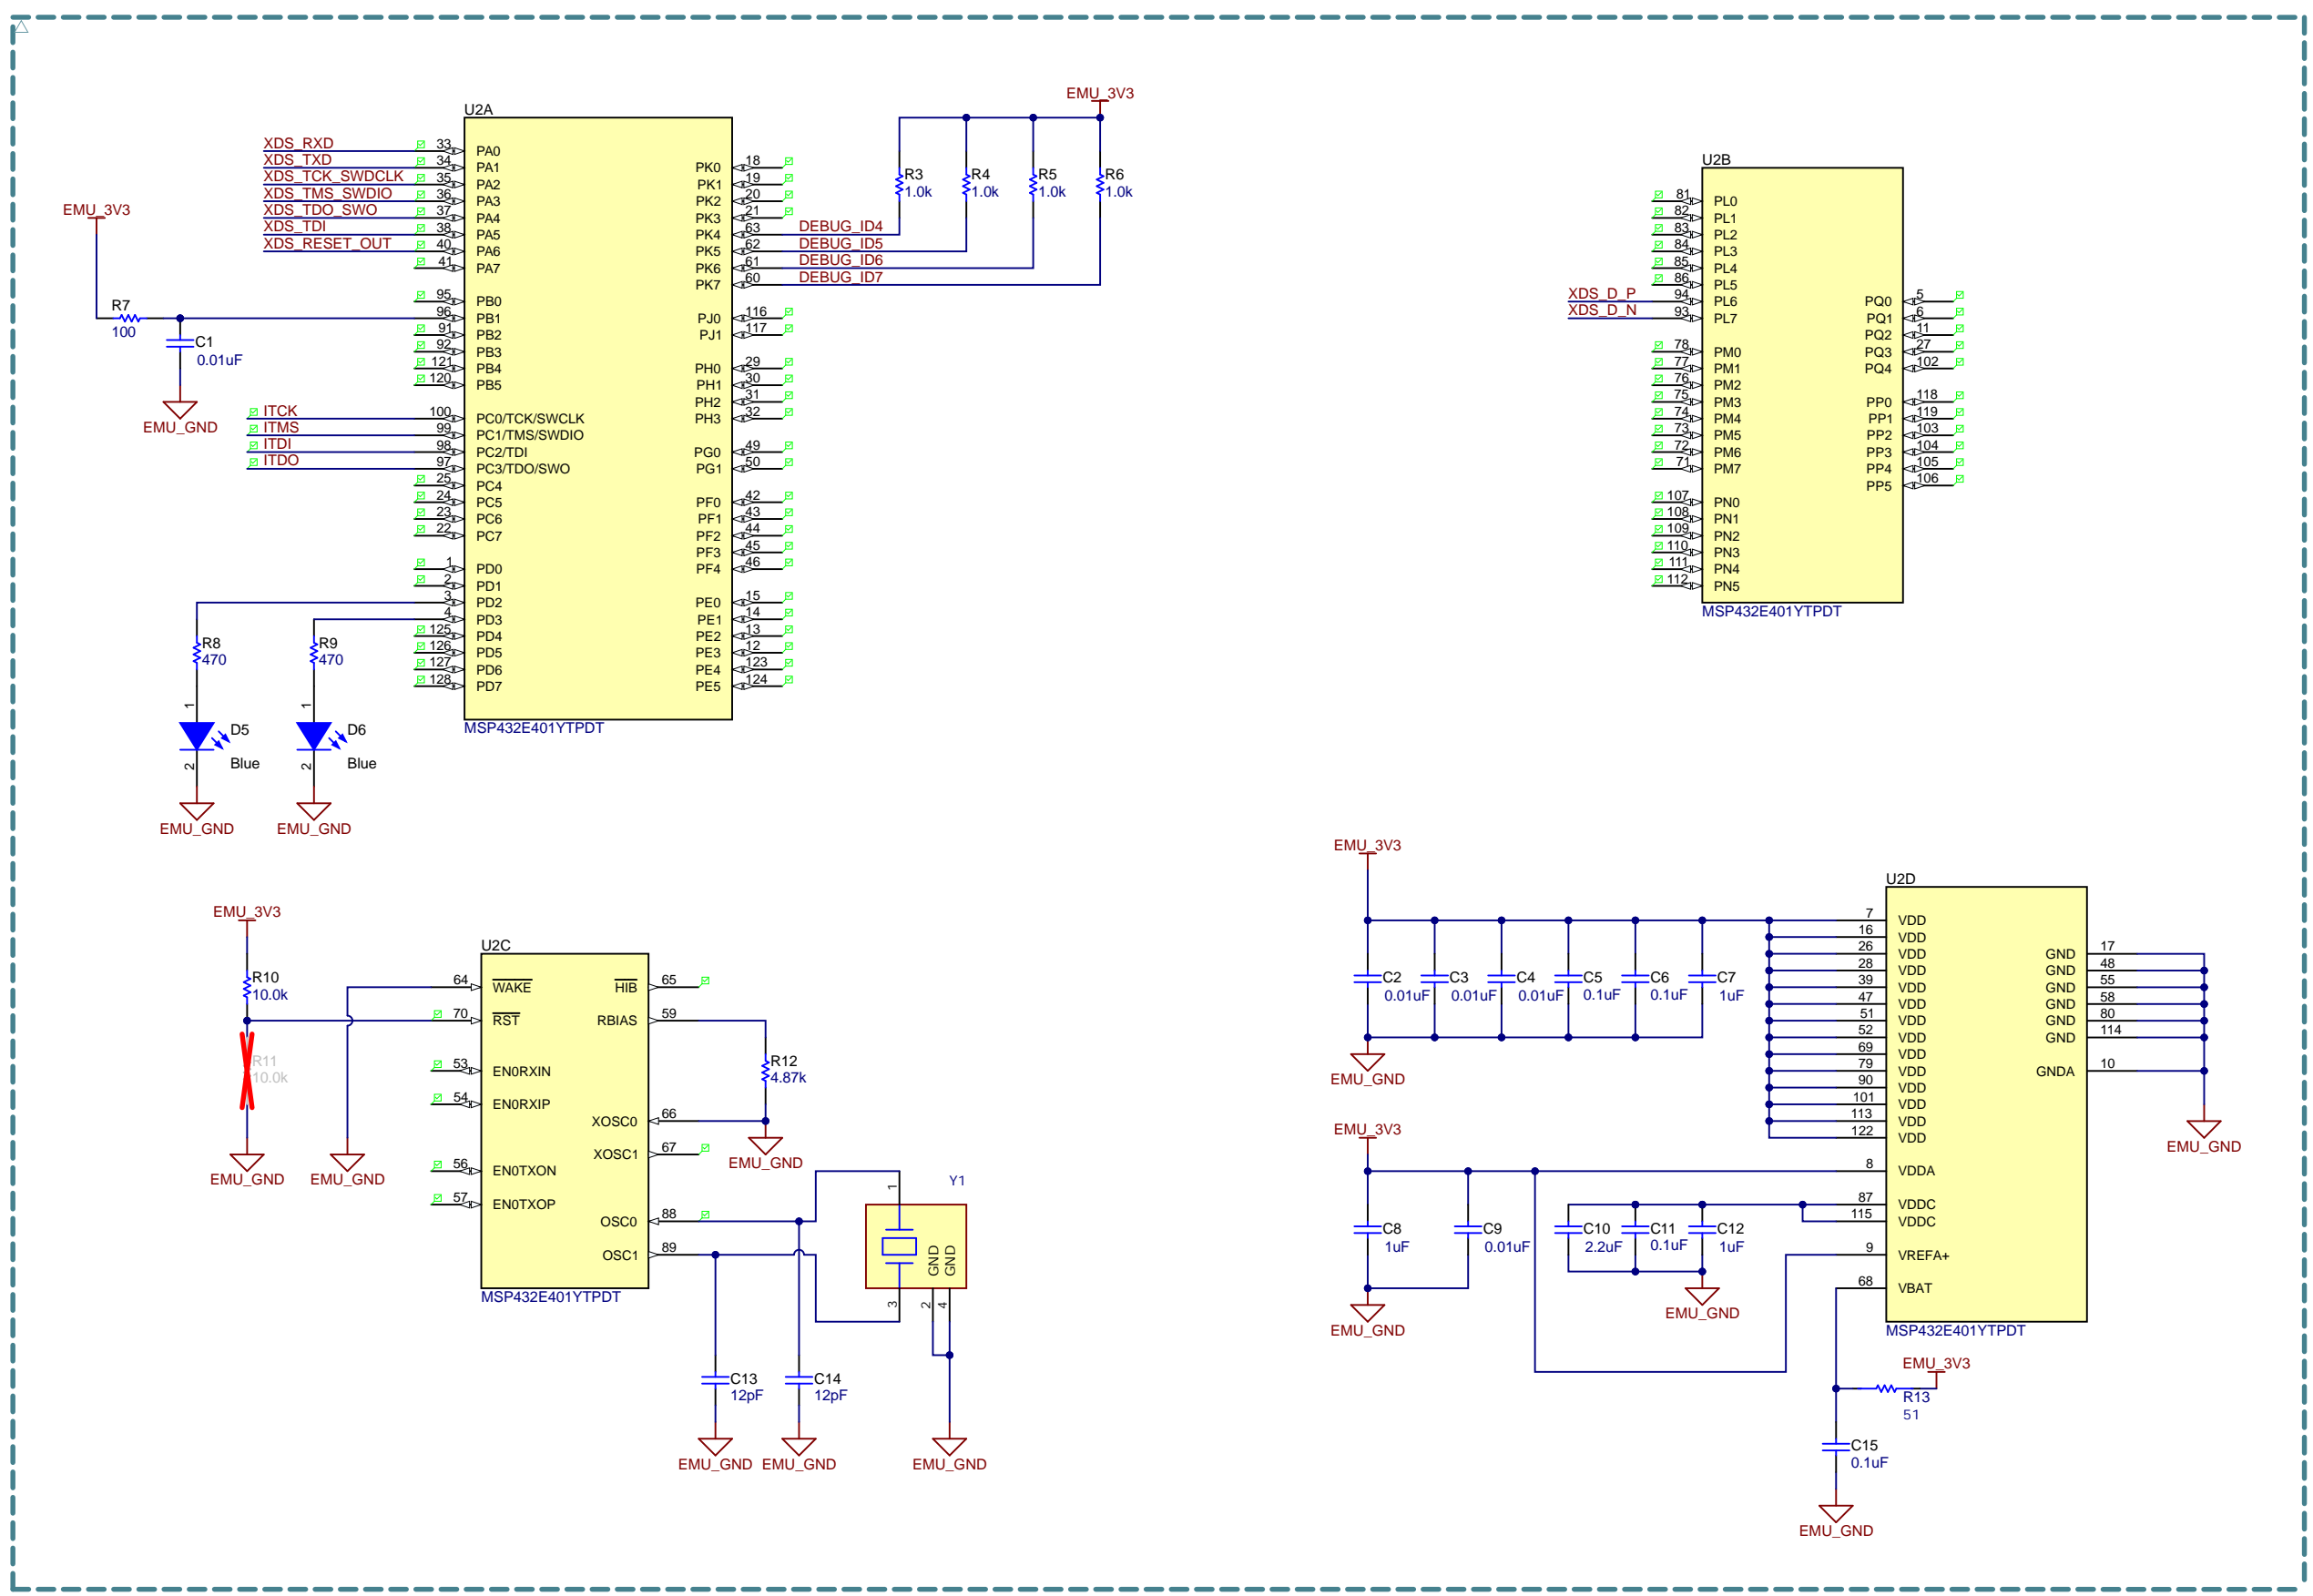 U2A
XDS_RXD 33 PA0
XDS_TXD 34 PA1
XDS_TCK_SWDCLK 35 PA2
XDS_TMS_SWDIO 36 PA3
XDS_TDO_SWO 37 PA4
XDS_TDI 38 PA5
XDS_RESET_OUT 40 PA6
41 PA7
95 PB0
96 PB1
91 PB2
92 PB3
121 PB4
120 PB5
ITCK 100 PC0/TCK/SWCLK
ITMS 99 PC1/TMS/SWDIO
ITDI 98 PC2/TDI
ITDO 97 PC3/TDO/SWO
25 PC4
24 PC5
23 PC6
22 PC7
1 PD0
2 PD1
3 PD2
4 PD3
125 PD4
126 PD5
127 PD6
128 PD7
PK0 18
PK1 19
PK2 20
PK3 21
PK4 63 DEBUG_ID4
PK5 62 DEBUG_ID5
PK6 61 DEBUG_ID6
PK7 60 DEBUG_ID7
PJ0 116
PJ1 117
PH0 29
PH1 30
PH2 31
PH3 32
PG0 49
PG1 50
PF0 42
PF1 43
PF2 44
PF3 45
PF4 46
PE0 15
PE1 14
PE2 13
PE3 12
PE4 123
PE5 124
MSP432E401YTPDT
EMU_3V3
R3 R4 R5 R6
1.0k 1.0k 1.0k 1.0k
EMU_3V3
R7
100
C1
0.01uF
EMU_GND
R8
470
R9
470
1 1
D5 D6
Blue Blue
2 2
EMU_GND EMU_GND
U2B
81 PL0
82 PL1
83 PL2
84 PL3
85 PL4
86 PL5
XDS_D_P 94 PL6
XDS_D_N 93 PL7
78 PM0
77 PM1
76 PM2
75 PM3
74 PM4
73 PM5
72 PM6
71 PM7
107 PN0
108 PN1
109 PN2
110 PN3
111 PN4
112 PN5
PQ0 5
PQ1 6
PQ2 11
PQ3 27
PQ4 102
PP0 118
PP1 119
PP2 103
PP3 104
PP4 105
PP5 106
MSP432E401YTPDT
EMU_3V3
R10
10.0k
R11
10.0k
EMU_GND EMU_GND
U2C
64 WAKE
70 RST
53 EN0RXIN
54 EN0RXIP
56 EN0TXON
57 EN0TXOP
HIB 65
RBIAS 59
XOSC0 66
XOSC1 67
OSC0 88
OSC1 89
MSP432E401YTPDT
R12
4.87k
EMU_GND
Y1
1
GND GND
3 2 4
C13 C14
12pF 12pF
EMU_GND EMU_GND EMU_GND
EMU_3V3
C2 C3 C4 C5 C6 C7
0.01uF 0.01uF 0.01uF 0.1uF 0.1uF 1uF
EMU_GND
EMU_3V3
C8 C9 C10 C11 C12
1uF 0.01uF 2.2uF 0.1uF 1uF
EMU_GND EMU_GND
U2D
7 VDD
16 VDD
26 VDD
28 VDD
39 VDD
47 VDD
51 VDD
52 VDD
69 VDD
79 VDD
90 VDD
101 VDD
113 VDD
122 VDD
8 VDDA
87 VDDC
115 VDDC
9 VREFA+
68 VBAT
GND 17
GND 48
GND 55
GND 58
GND 80
GND 114
GNDA 10
EMU_GND
MSP432E401YTPDT
EMU_3V3
R13
51
C15
0.1uF
EMU_GND